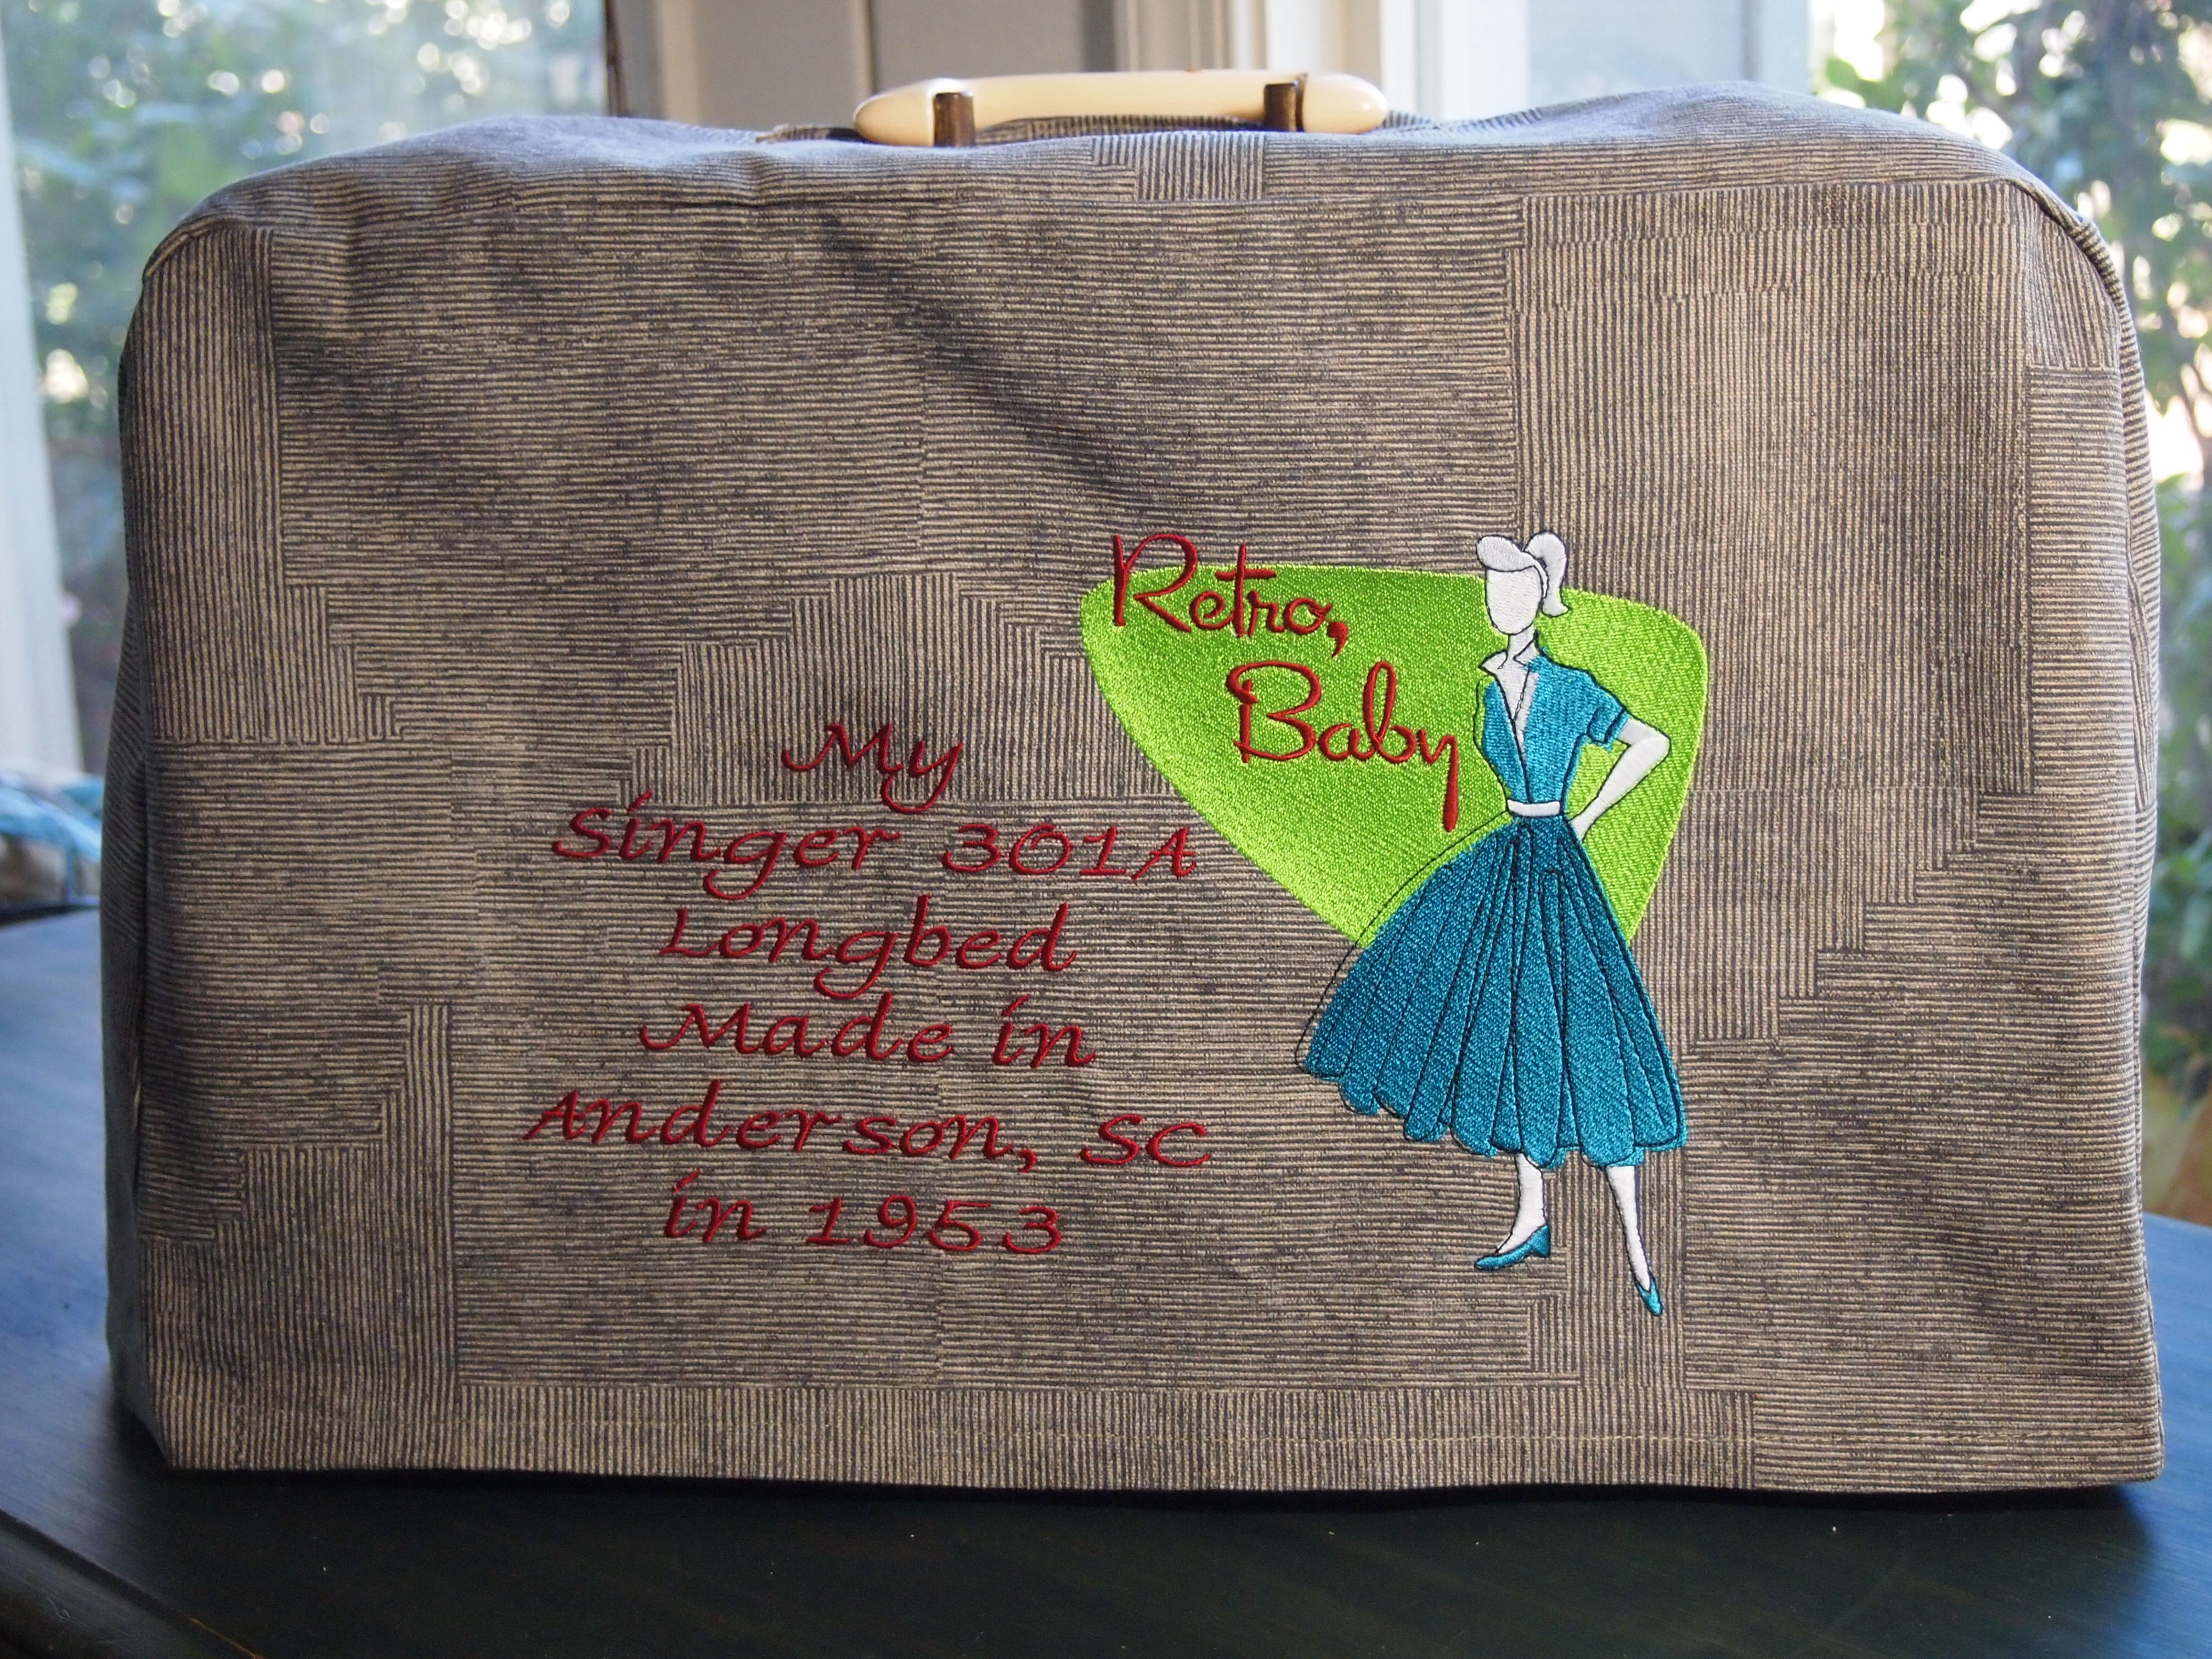 Retro,
Baby
My
Singer 301A
Longbed
Made in
Anderson, SC
in 1953